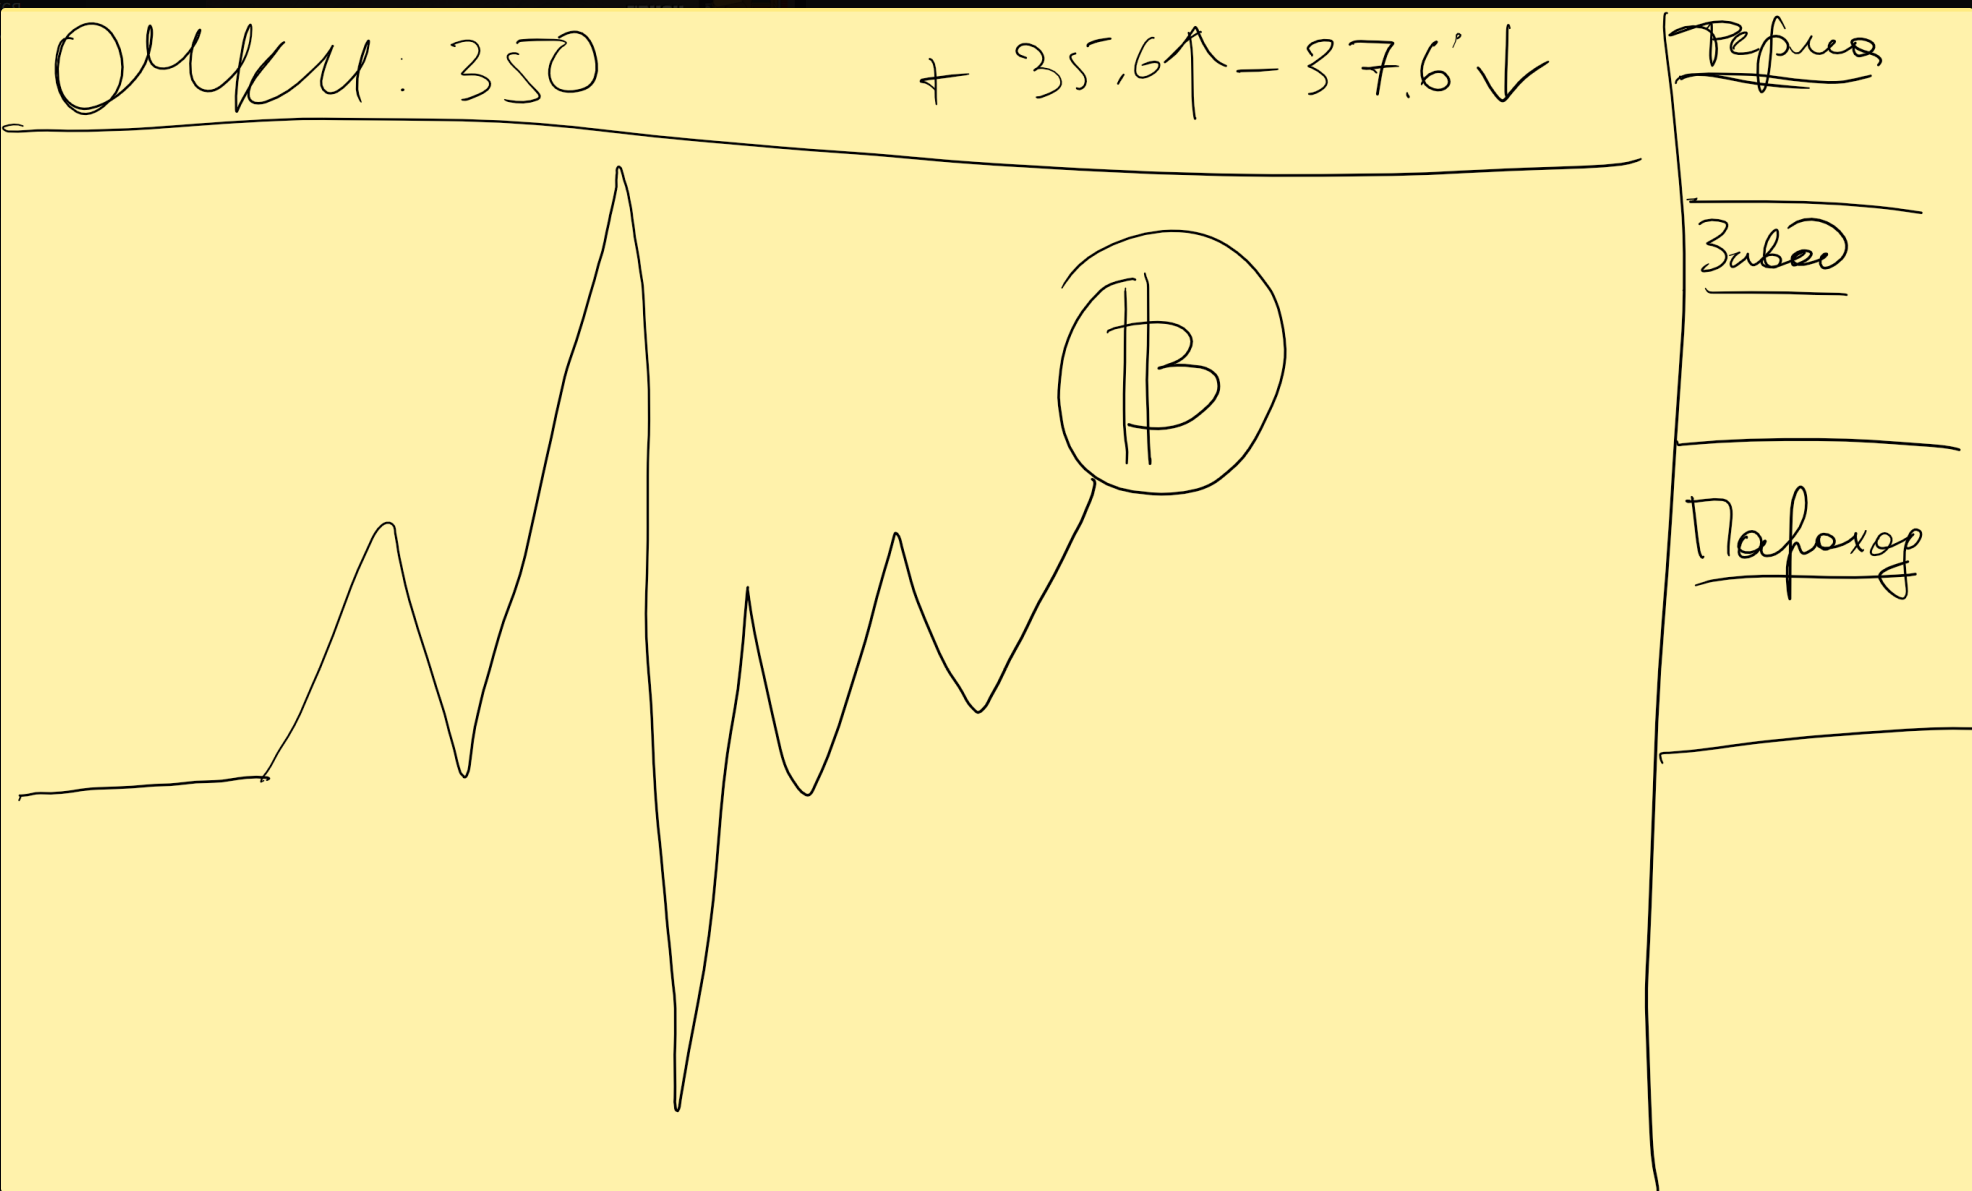 Очки: 350
+ 35.6↑ - 37.6↓
Ферма
₿
Завод
Пароход